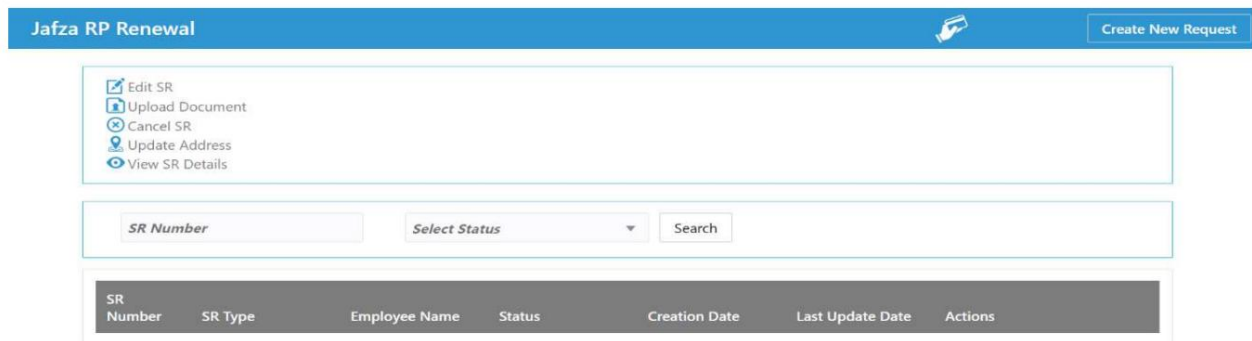 Jafza RP Renewal
Create New Request
Edit SR
Upload Document
Cancel SR
Update Address
View SR Details
SR Number
Select Status
Search
SR Number
SR Type
Employee Name
Status
Creation Date
Last Update Date
Actions